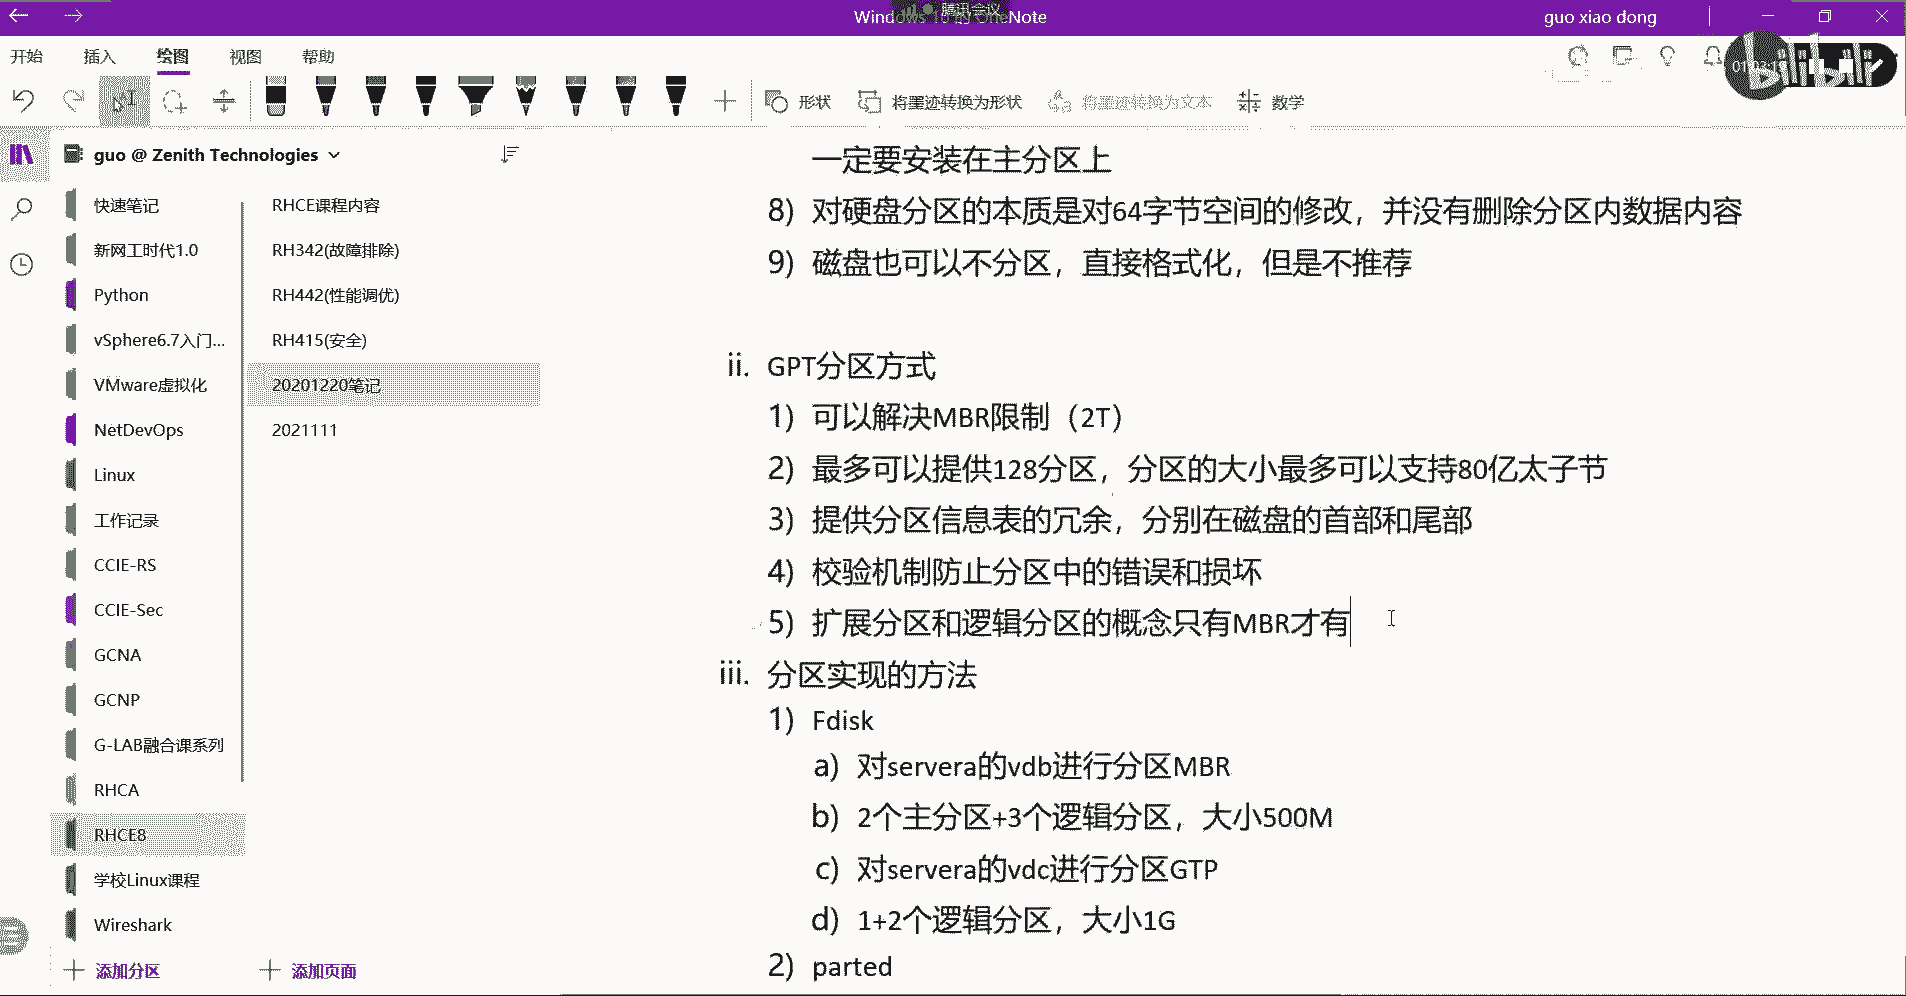 Windows 10 的 OneNote
腾讯会议
guo xiao dong
开始 插入 绘图 视图 帮助
bilibili
形状 将墨迹转换为形状 将墨迹转换为文本 数学
guo @ Zenith Technologies
快速笔记
新网工时代1.0
Python
vSphere6.7入门...
VMware虚拟化
NetDevOps
Linux
工作记录
CCIE-RS
CCIE-Sec
GCNA
GCNP
G-LAB融合课系列
RHCA
RHCE8
学校Linux课程
Wireshark
添加分区
RHCE课程内容
RH342(故障排除)
RH442(性能调优)
RH415(安全)
20201220笔记
2021111
添加页面
一定要安装在主分区上
8) 对硬盘分区的本质是对64字节空间的修改，并没有删除分区内数据内容
9) 磁盘也可以不分区，直接格式化，但是不推荐
ii. GPT分区方式
1) 可以解决MBR限制（2T）
2) 最多可以提供128分区，分区的大小最多可以支持80亿太子节
3) 提供分区信息表的冗余，分别在磁盘的首部和尾部
4) 校验机制防止分区中的错误和损坏
5) 扩展分区和逻辑分区的概念只有MBR才有
iii. 分区实现的方法
1) Fdisk
a) 对servera的vdb进行分区MBR
b) 2个主分区+3个逻辑分区，大小500M
c) 对servera的vdc进行分区GTP
d) 1+2个逻辑分区，大小1G
2) parted